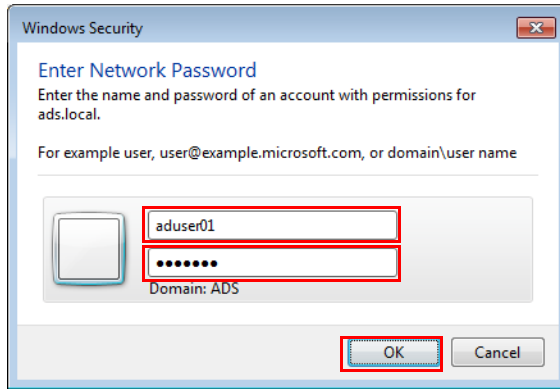 Windows Security
Enter Network Password
Enter the name and password of an account with permissions for
ads.local.
For example user, user@example.microsoft.com, or domain\user name
aduser01
●●●●●●●
Domain: ADS
OK
Cancel